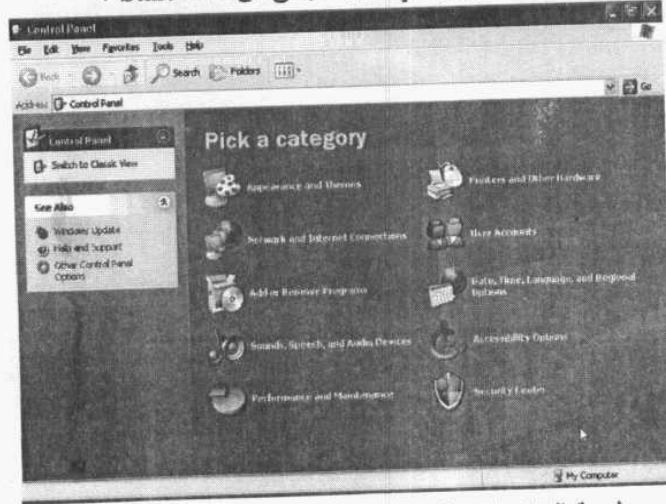 Control Panel
File Edit View Favorites Tools Help
Back Search Folders
Address Control Panel Go
Control Panel
Switch to Classic View
See Also
Windows Update
Help and Support
Other Control Panel Options
Pick a category
Appearance and Themes
Printers and Other Hardware
Network and Internet Connections
User Accounts
Add or Remove Programs
Date, Time, Language, and Regional Options
Sounds, Speech, and Audio Devices
Accessibility Options
Performance and Maintenance
Security Center
My Computer